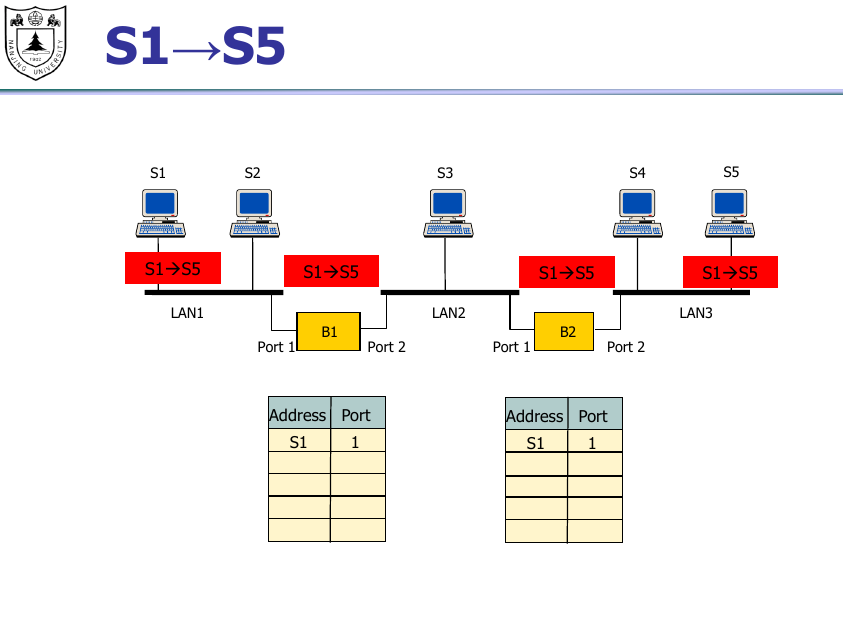 S1→S5
NANJING UNIVERSITY
1902
S1 S2 S3 S4 S5
S1→S5 S1→S5 S1→S5 S1→S5
LAN1 LAN2 LAN3
B1 B2
Port 1 Port 2 Port 1 Port 2
Address Port Address Port
S1 1 S1 1